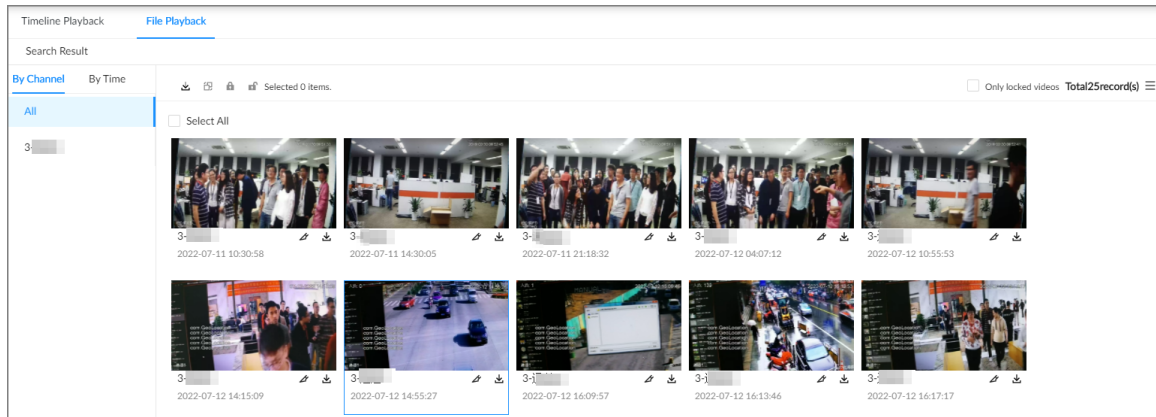 Timeline Playback File Playback
Search Result
By Channel By Time
Selected 0 items.
Only locked videos Total25record(s)
All
Select All
3-
3- 3- 3- 3- 3-
2022-07-11 10:30:58 2022-07-11 14:30:05 2022-07-11 21:18:32 2022-07-12 04:07:12 2022-07-12 10:55:53
3- 3- 3- 3- 3-
2022-07-12 14:15:09 2022-07-12 14:55:27 2022-07-12 16:09:57 2022-07-12 16:13:46 2022-07-12 16:17:17